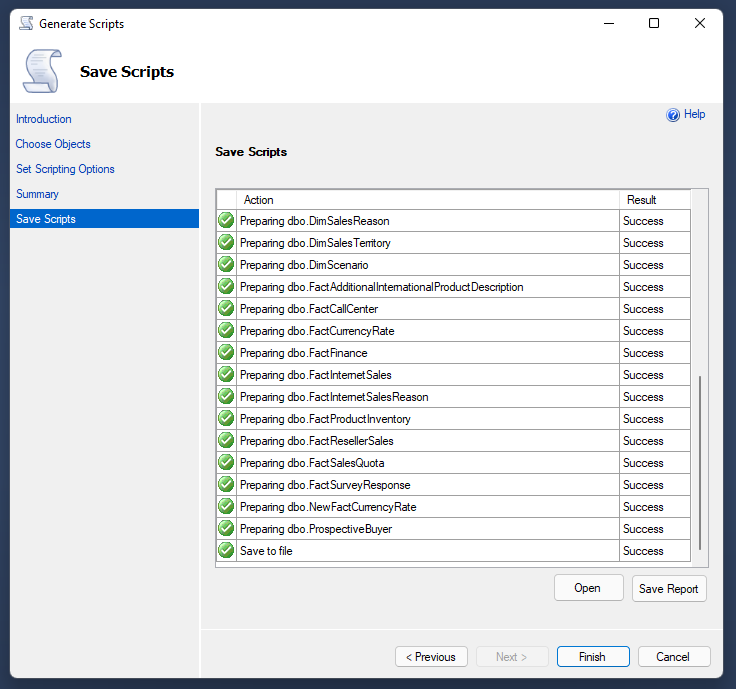 Generate Scripts
Save Scripts
Introduction
Choose Objects
Set Scripting Options
Summary
Save Scripts
Help
Save Scripts
Action Result
Preparing dbo.DimSalesReason Success
Preparing dbo.DimSalesTerritory Success
Preparing dbo.DimScenario Success
Preparing dbo.FactAdditionalInternationalProductDescription Success
Preparing dbo.FactCallCenter Success
Preparing dbo.FactCurrencyRate Success
Preparing dbo.FactFinance Success
Preparing dbo.FactInternetSales Success
Preparing dbo.FactInternetSalesReason Success
Preparing dbo.FactProductInventory Success
Preparing dbo.FactResellerSales Success
Preparing dbo.FactSalesQuota Success
Preparing dbo.FactSurveyResponse Success
Preparing dbo.NewFactCurrencyRate Success
Preparing dbo.ProspectiveBuyer Success
Save to file Success
Open Save Report
< Previous Next > Finish Cancel